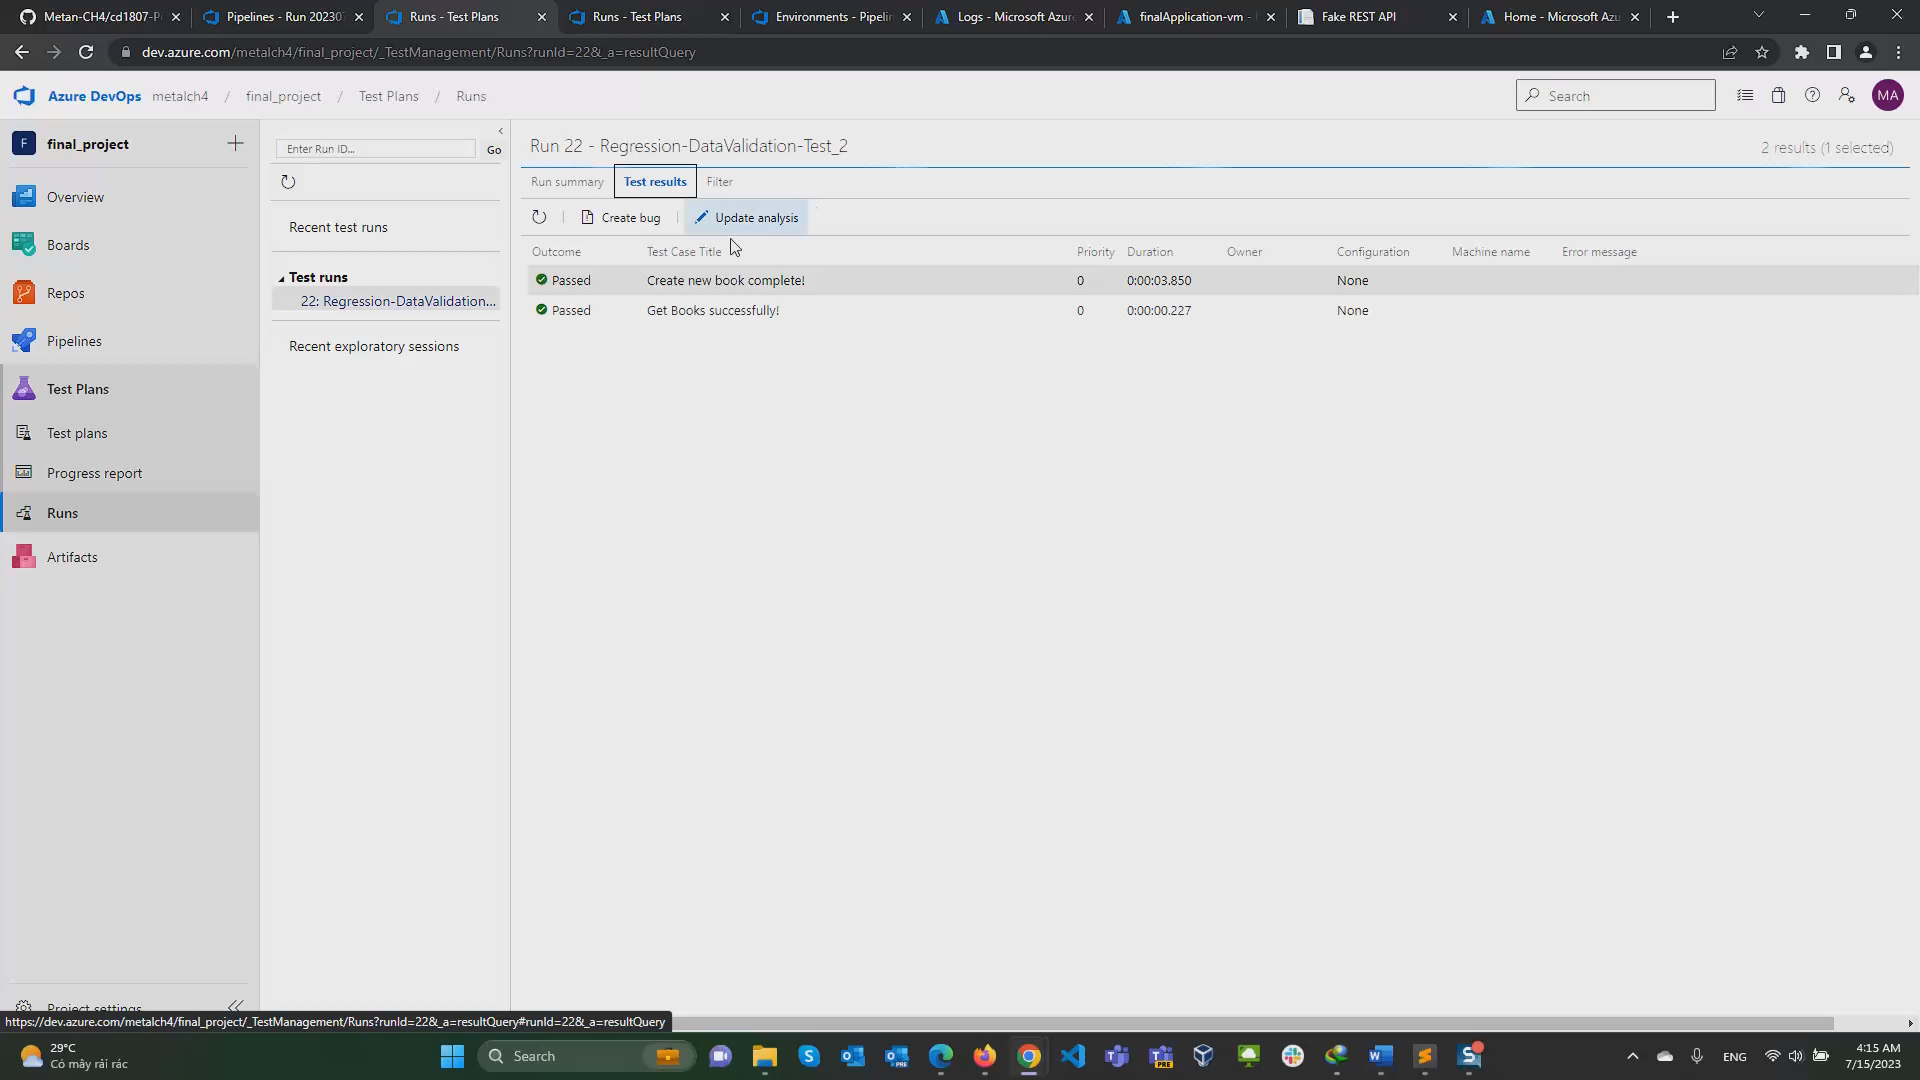 Metan-CH4/cd1807-P
Pipelines - Run 202307
Runs - Test Plans
Runs - Test Plans
Environments - Pipelin
Logs - Microsoft Azur
finalApplication-vm -
Fake REST API
Home - Microsoft Azu
dev.azure.com/metalch4/final_project/_TestManagement/Runs?runId=22&_a=resultQuery
Azure DevOps metalch4 / final_project / Test Plans / Runs
Search
MA
F final_project
Overview
Boards
Repos
Pipelines
Test Plans
Test plans
Progress report
Runs
Artifacts
Project settings
Enter Run ID...
Go
Recent test runs
Test runs
22: Regression-DataValidation...
Recent exploratory sessions
Run 22 - Regression-DataValidation-Test_2
2 results (1 selected)
Run summary Test results Filter
Create bug Update analysis
Outcome Test Case Title Priority Duration Owner Configuration Machine name Error message
Passed Create new book complete! 0 0:00:03.850 None
Passed Get Books successfully! 0 0:00:00.227 None
https://dev.azure.com/metalch4/final_project/_TestManagement/Runs?runId=22&_a=resultQuery#runId=22&_a=resultQuery
29°C
Có mây rải rác
Search
PRE
PRE
ENG
4:15 AM
7/15/2023